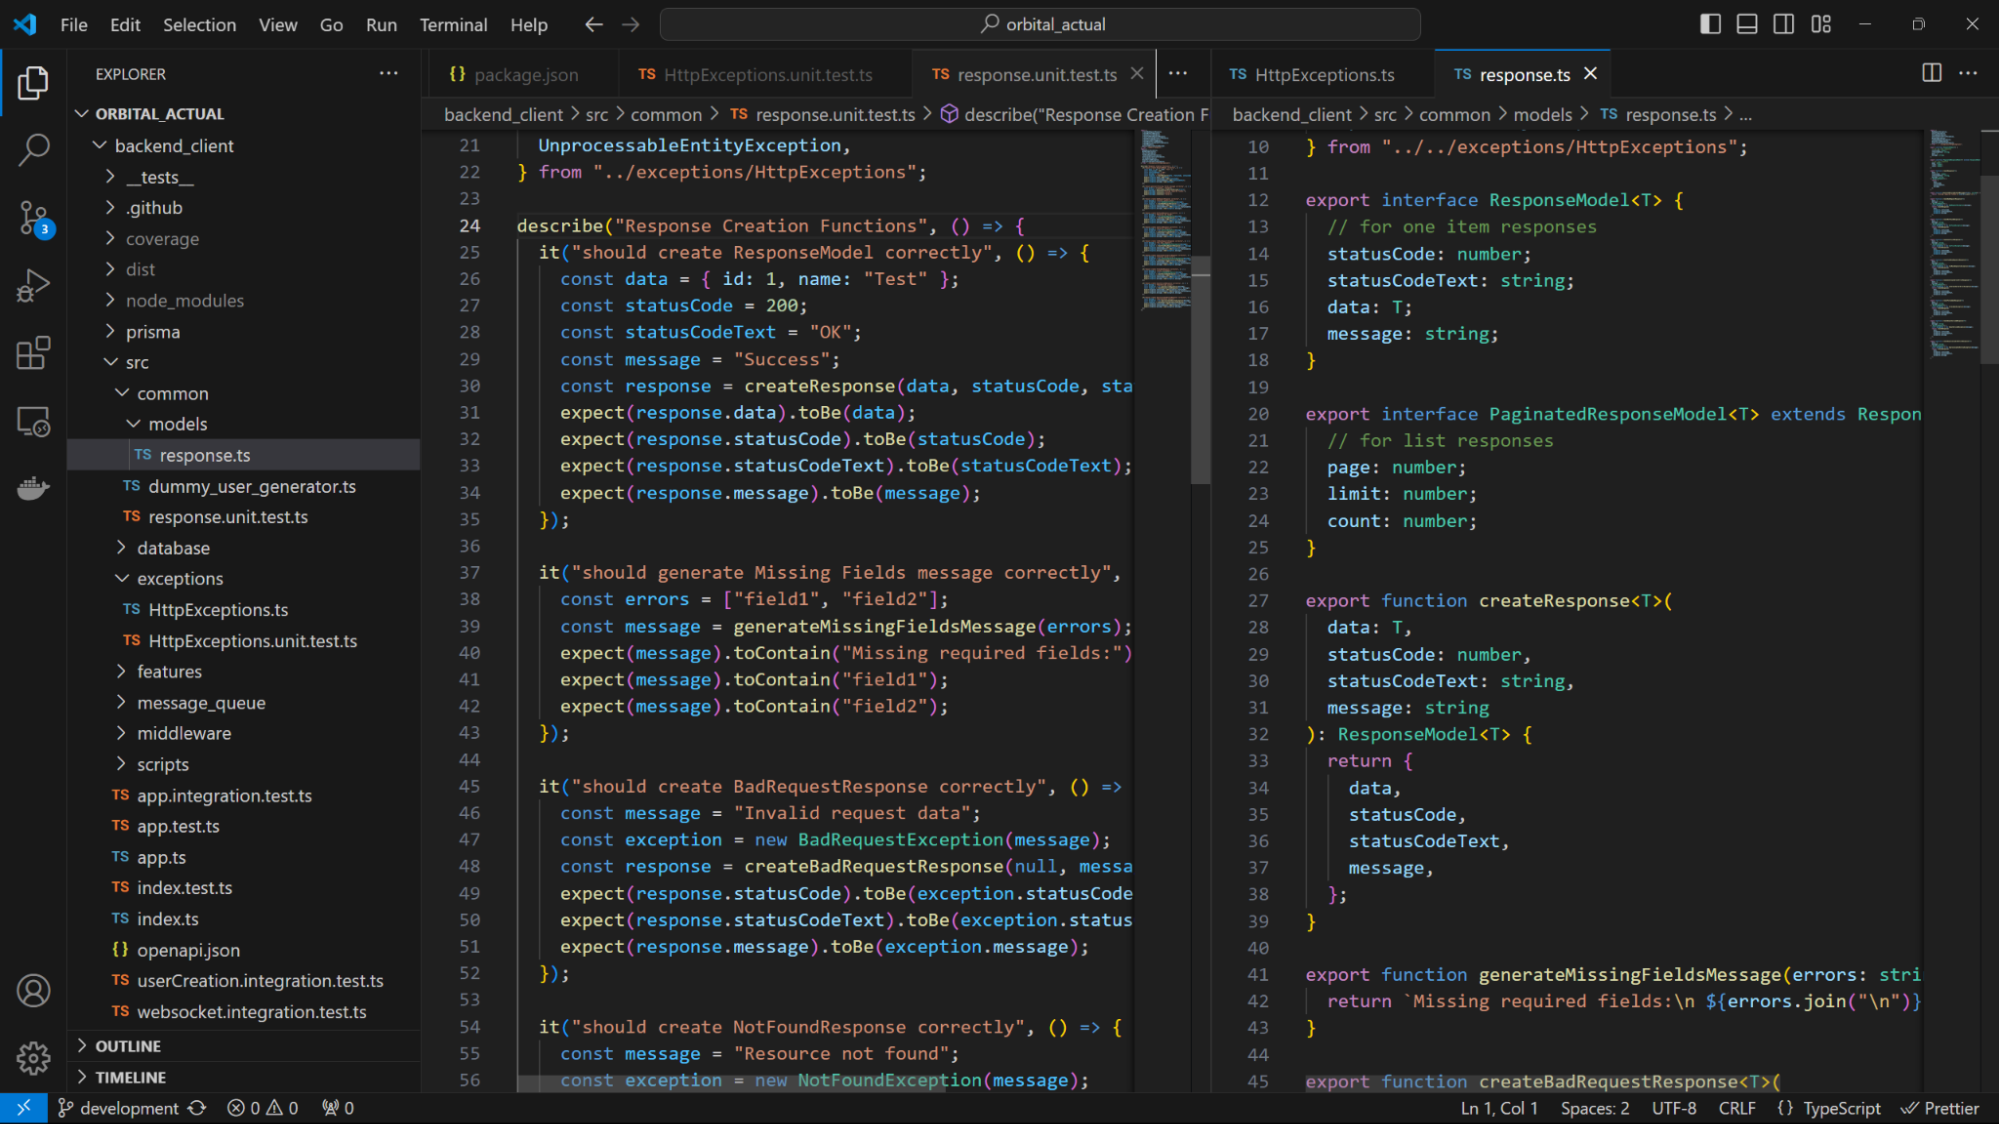 File Edit Selection View Go Run Terminal Help orbital_actual
EXPLORER
ORBITAL_ACTUAL
backend_client
__tests__
.github
coverage
dist
node_modules
prisma
src
common
models
TS response.ts
TS dummy_user_generator.ts
TS response.unit.test.ts
database
exceptions
TS HttpExceptions.ts
TS HttpExceptions.unit.test.ts
features
message_queue
middleware
scripts
TS app.integration.test.ts
TS app.test.ts
TS app.ts
TS index.test.ts
TS index.ts
{} openapi.json
TS userCreation.integration.test.ts
TS websocket.integration.test.ts
OUTLINE
TIMELINE
3
{} package.json TS HttpExceptions.unit.test.ts TS response.unit.test.ts
backend_client > src > common > TS response.unit.test.ts > describe("Response Creation F
21 UnprocessableEntityException,
22 } from "../exceptions/HttpExceptions";
23
24 describe("Response Creation Functions", () => {
25 it("should create ResponseModel correctly", () => {
26 const data = { id: 1, name: "Test" };
27 const statusCode = 200;
28 const statusCodeText = "OK";
29 const message = "Success";
30 const response = createResponse(data, statusCode, sta
31 expect(response.data).toBe(data);
32 expect(response.statusCode).toBe(statusCode);
33 expect(response.statusCodeText).toBe(statusCodeText);
34 expect(response.message).toBe(message);
35 });
36
37 it("should generate Missing Fields message correctly",
38 const errors = ["field1", "field2"];
39 const message = generateMissingFieldsMessage(errors);
40 expect(message).toContain("Missing required fields:")
41 expect(message).toContain("field1");
42 expect(message).toContain("field2");
43 });
44
45 it("should create BadRequestResponse correctly", () =>
46 const message = "Invalid request data";
47 const exception = new BadRequestException(message);
48 const response = createBadRequestResponse(null, messa
49 expect(response.statusCode).toBe(exception.statusCode
50 expect(response.statusCodeText).toBe(exception.status
51 expect(response.message).toBe(exception.message);
52 });
53
54 it("should create NotFoundResponse correctly", () => {
55 const message = "Resource not found";
56 const exception = new NotFoundException(message);
TS HttpExceptions.ts TS response.ts
backend_client > src > common > models > TS response.ts > ...
10 } from "../../exceptions/HttpExceptions";
11
12 export interface ResponseModel<T> {
13 // for one item responses
14 statusCode: number;
15 statusCodeText: string;
16 data: T;
17 message: string;
18 }
19
20 export interface PaginatedResponseModel<T> extends Respon
21 // for list responses
22 page: number;
23 limit: number;
24 count: number;
25 }
26
27 export function createResponse<T>(
28 data: T,
29 statusCode: number,
30 statusCodeText: string,
31 message: string
32 ): ResponseModel<T> {
33 return {
34 data,
35 statusCode,
36 statusCodeText,
37 message,
38 };
39 }
40
41 export function generateMissingFieldsMessage(errors: stri
42 return `Missing required fields:\n ${errors.join("\n")}
43 }
44
45 export function createBadRequestResponse<T>(
development 0 0 0 Ln 1, Col 1 Spaces: 2 UTF-8 CRLF {} TypeScript Prettier